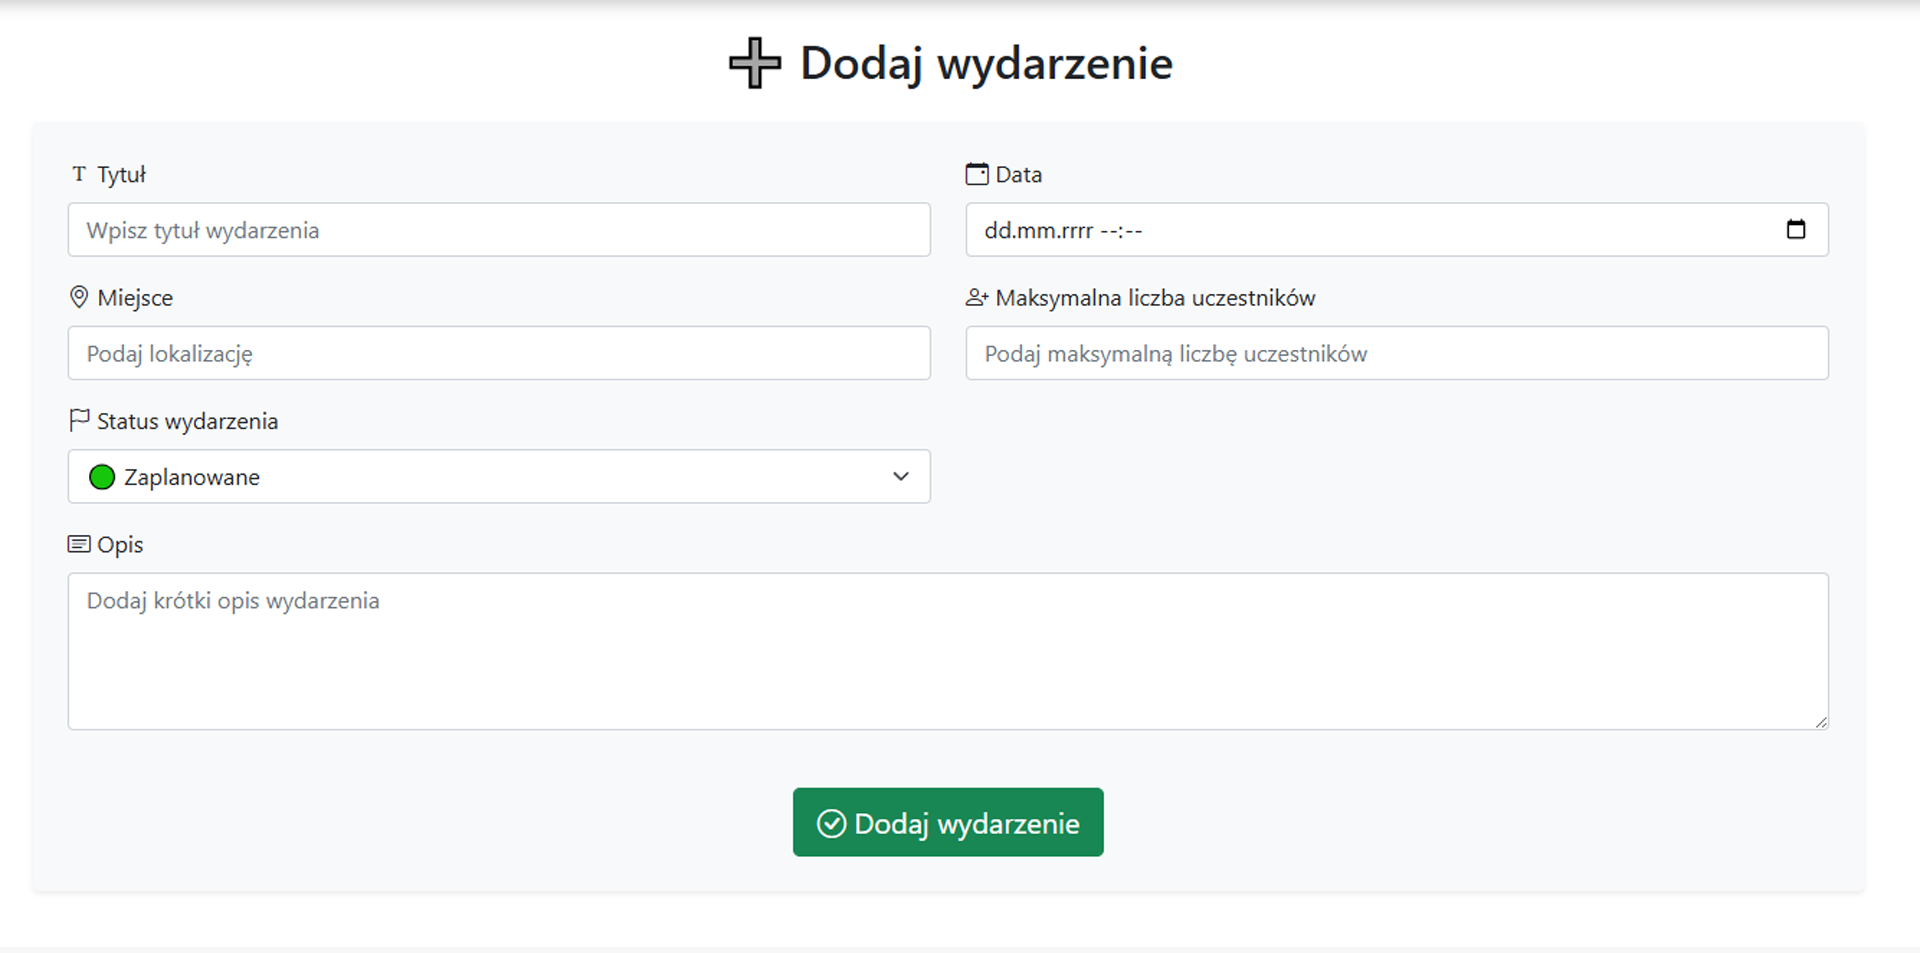 Dodaj wydarzenie
Tytuł
Wpisz tytuł wydarzenia
Data
dd.mm.rrrr --:--
Miejsce
Podaj lokalizację
Maksymalna liczba uczestników
Podaj maksymalną liczbę uczestników
Status wydarzenia
Zaplanowane
Opis
Dodaj krótki opis wydarzenia
Dodaj wydarzenie